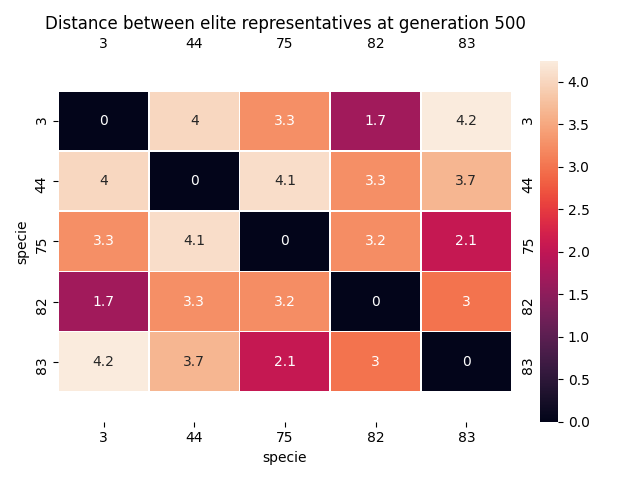 Distance between elite representatives at generation 500
3 44 75 82 83
3 0 4 3.3 1.7 4.2 3
44 4 0 4.1 3.3 3.7 44
75 3.3 4.1 0 3.2 2.1 75
82 1.7 3.3 3.2 0 3 82
83 4.2 3.7 2.1 3 0 83
3 44 75 82 83
specie
specie
4.0
3.5
3.0
2.5
2.0
1.5
1.0
0.5
0.0